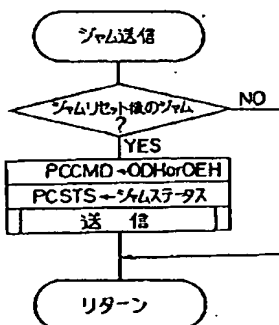 ジャム送信
ジャムリセット後のジャム
?
NO
YES
PCCMD←ODHorOEH
PCSTS←ジャムステータス
送信
リターン